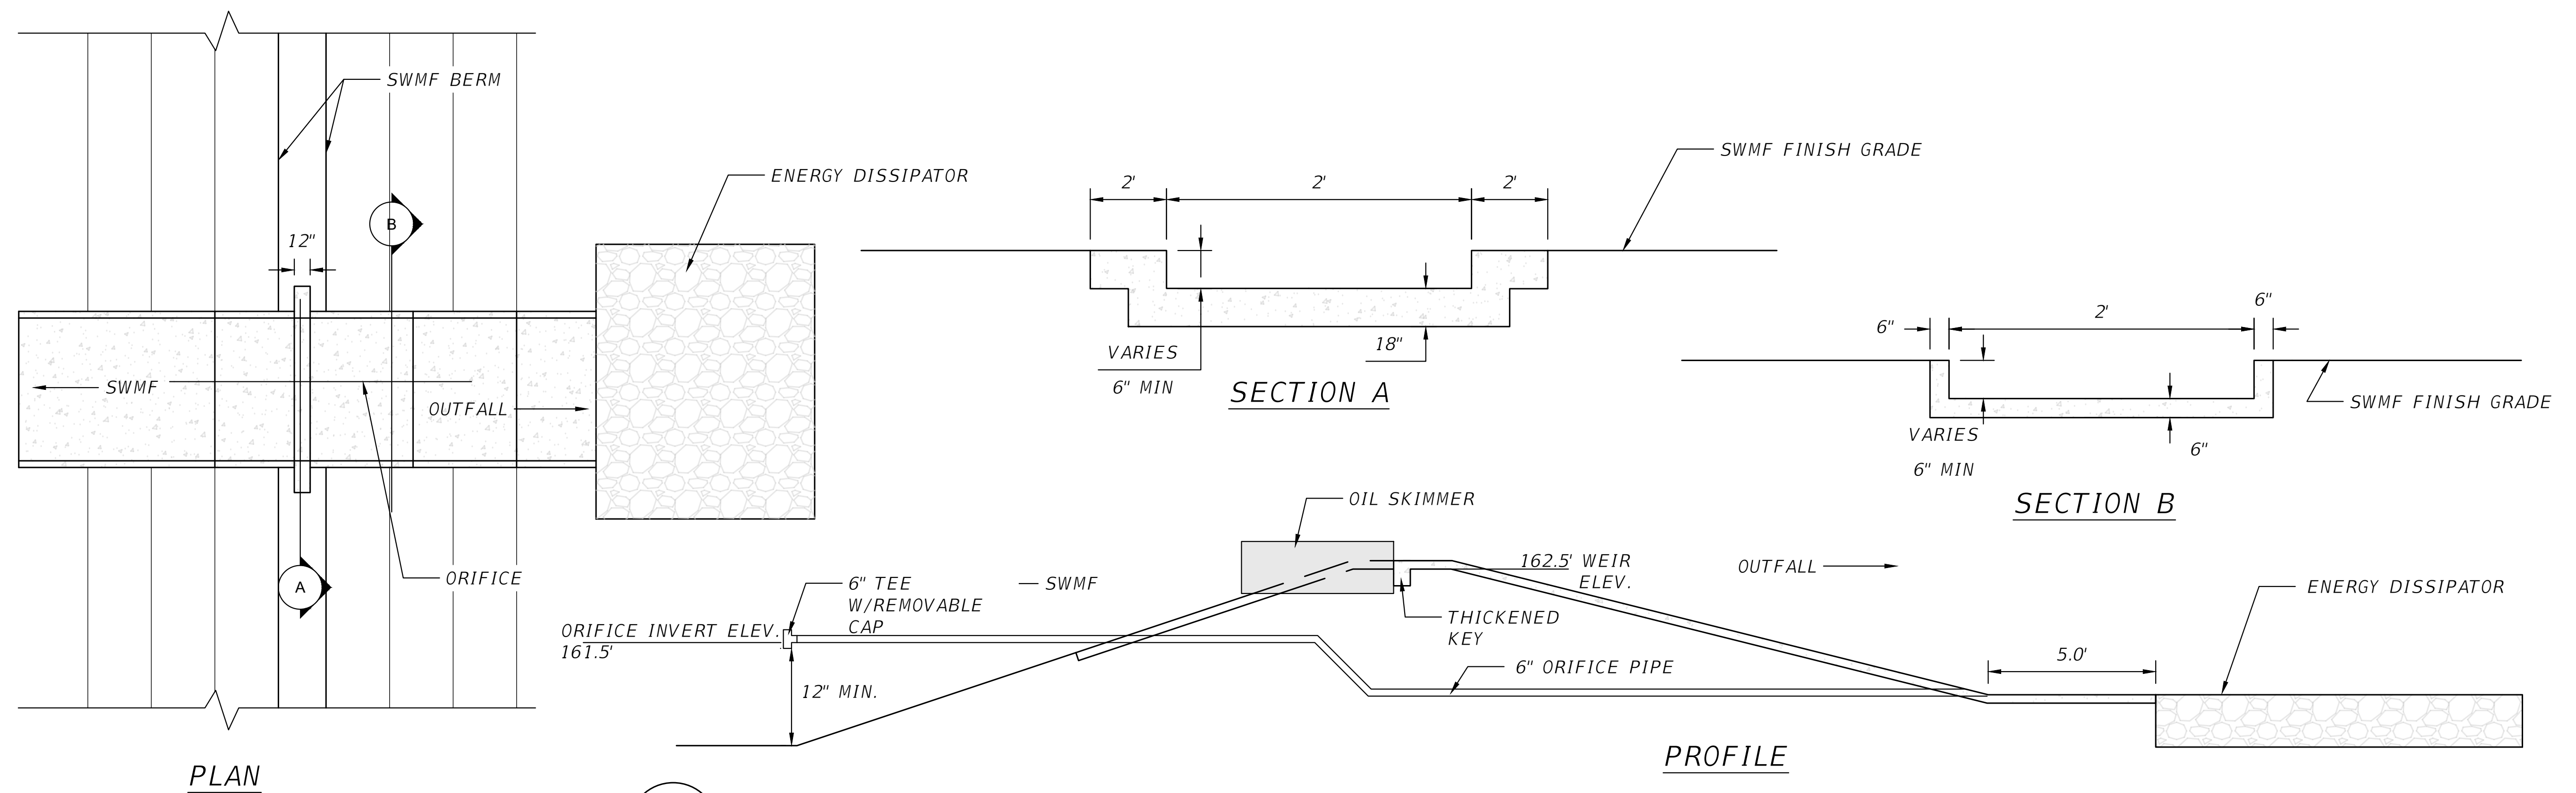 SWMF BERM
B
12"
ENERGY DISSIPATOR
SWMF
OUTFALL
ORIFICE
A
PLAN
2'
2'
2'
SWMF FINISH GRADE
VARIES
6" MIN
18"
SECTION A
6"
2'
6"
SWMF FINISH GRADE
VARIES
6" MIN
6"
SECTION B
OIL SKIMMER
6" TEE
W/REMOVABLE
CAP
SWMF
ORIFICE INVERT ELEV.
161.5'
12" MIN.
162.5' WEIR
ELEV.
OUTFALL
THICKENED
KEY
6" ORIFICE PIPE
5.0'
ENERGY DISSIPATOR
PROFILE